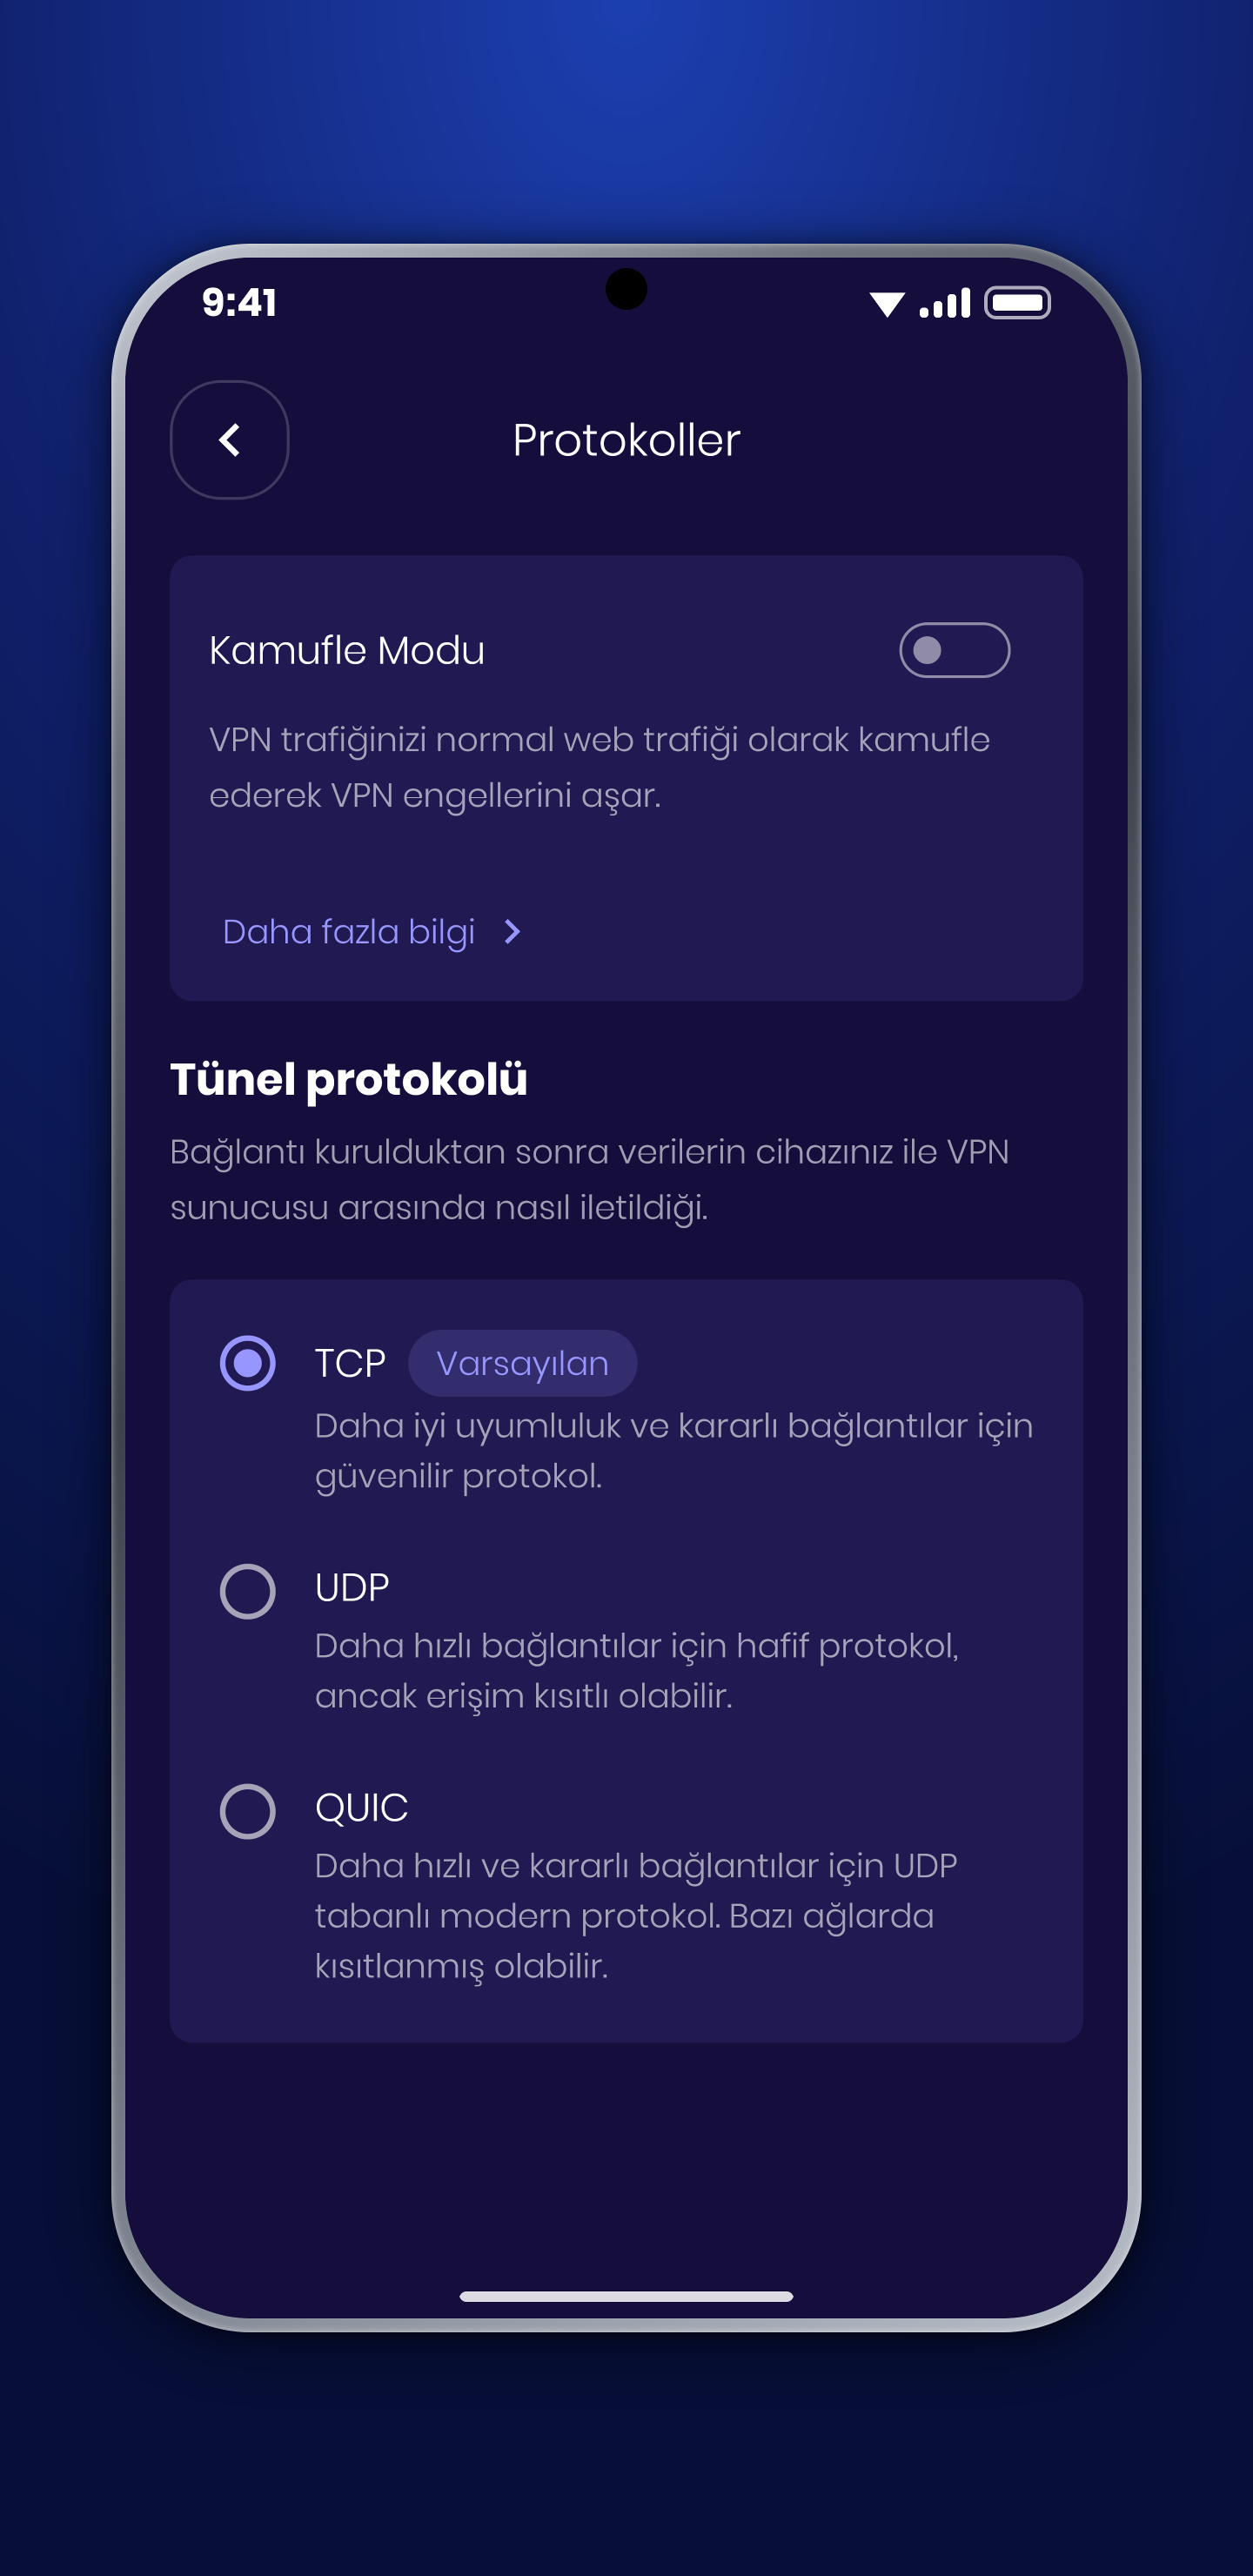 9:41
Protokoller
Kamufle Modu
VPN trafiğinizi normal web trafiği olarak kamufle
ederek VPN engellerini aşar.
Daha fazla bilgi
Tünel protokolü
Bağlantı kurulduktan sonra verilerin cihazınız ile VPN
sunucusu arasında nasıl iletildiği.
TCP Varsayılan
Daha iyi uyumluluk ve kararlı bağlantılar için
güvenilir protokol.
UDP
Daha hızlı bağlantılar için hafif protokol,
ancak erişim kısıtlı olabilir.
QUIC
Daha hızlı ve kararlı bağlantılar için UDP
tabanlı modern protokol. Bazı ağlarda
kısıtlanmış olabilir.